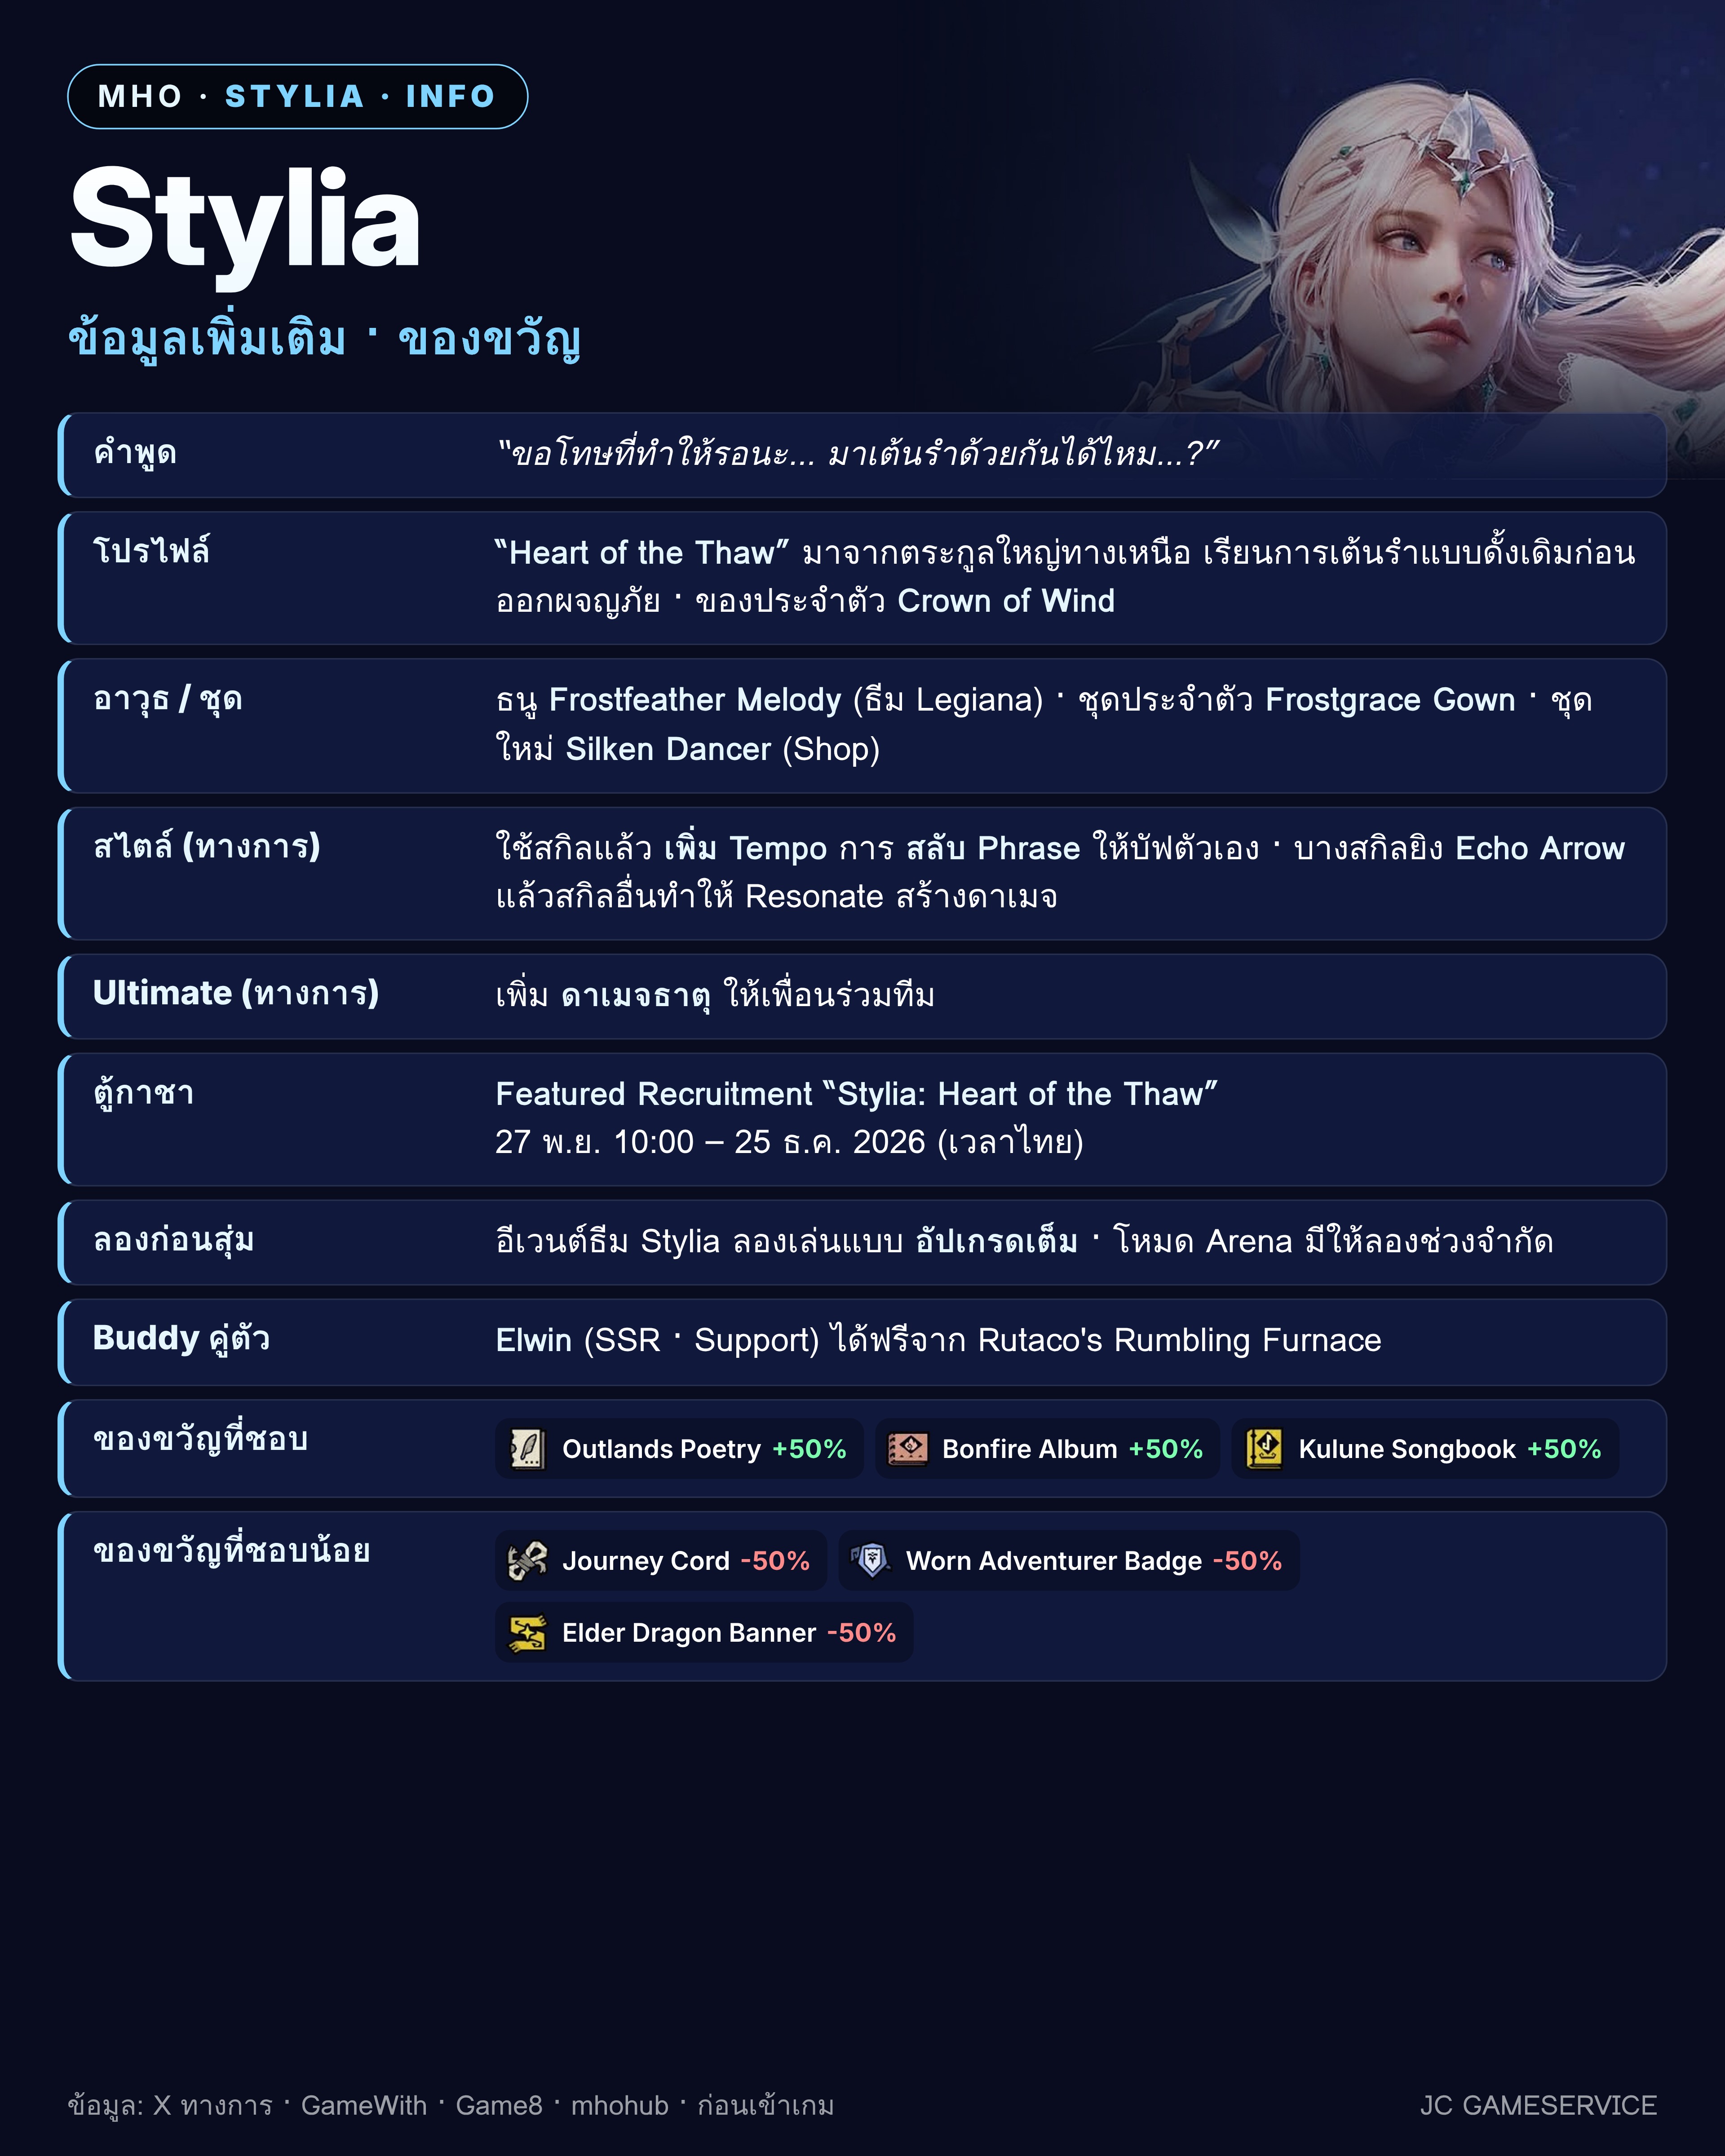 MHO · STYLIA · INFO
Stylia
ข้อมูลเพิ่มเติม · ของขวัญ
คำพูด
“ขอโทษที่ทำให้รอนะ... มาเต้นรำด้วยกันได้ไหม...?”
โปรไฟล์
“Heart of the Thaw” มาจากตระกูลใหญ่ทางเหนือ เรียนการเต้นรำแบบดั้งเดิมก่อน
ออกผจญภัย · ของประจำตัว Crown of Wind
อาวุธ / ชุด
ธนู Frostfeather Melody (ธีม Legiana) · ชุดประจำตัว Frostgrace Gown · ชุด
ใหม่ Silken Dancer (Shop)
สไตล์ (ทางการ)
ใช้สกิลแล้ว เพิ่ม Tempo การ สลับ Phrase ให้บัฟตัวเอง · บางสกิลยิง Echo Arrow
แล้วสกิลอื่นทำให้ Resonate สร้างดาเมจ
Ultimate (ทางการ)
เพิ่ม ดาเมจธาตุ ให้เพื่อนร่วมทีม
ตู้กาชา
Featured Recruitment “Stylia: Heart of the Thaw”
27 พ.ย. 10:00 – 25 ธ.ค. 2026 (เวลาไทย)
ลองก่อนสุ่ม
อีเวนต์ธีม Stylia ลองเล่นแบบ อัปเกรดเต็ม · โหมด Arena มีให้ลองช่วงจำกัด
Buddy คู่ตัว
Elwin (SSR · Support) ได้ฟรีจาก Rutaco's Rumbling Furnace
ของขวัญที่ชอบ
Outlands Poetry +50% Bonfire Album +50% Kulune Songbook +50%
ของขวัญที่ชอบน้อย
Journey Cord -50% Worn Adventurer Badge -50%
Elder Dragon Banner -50%
ข้อมูล: X ทางการ · GameWith · Game8 · mhohub · ก่อนเข้าเกม
JC GAMESERVICE